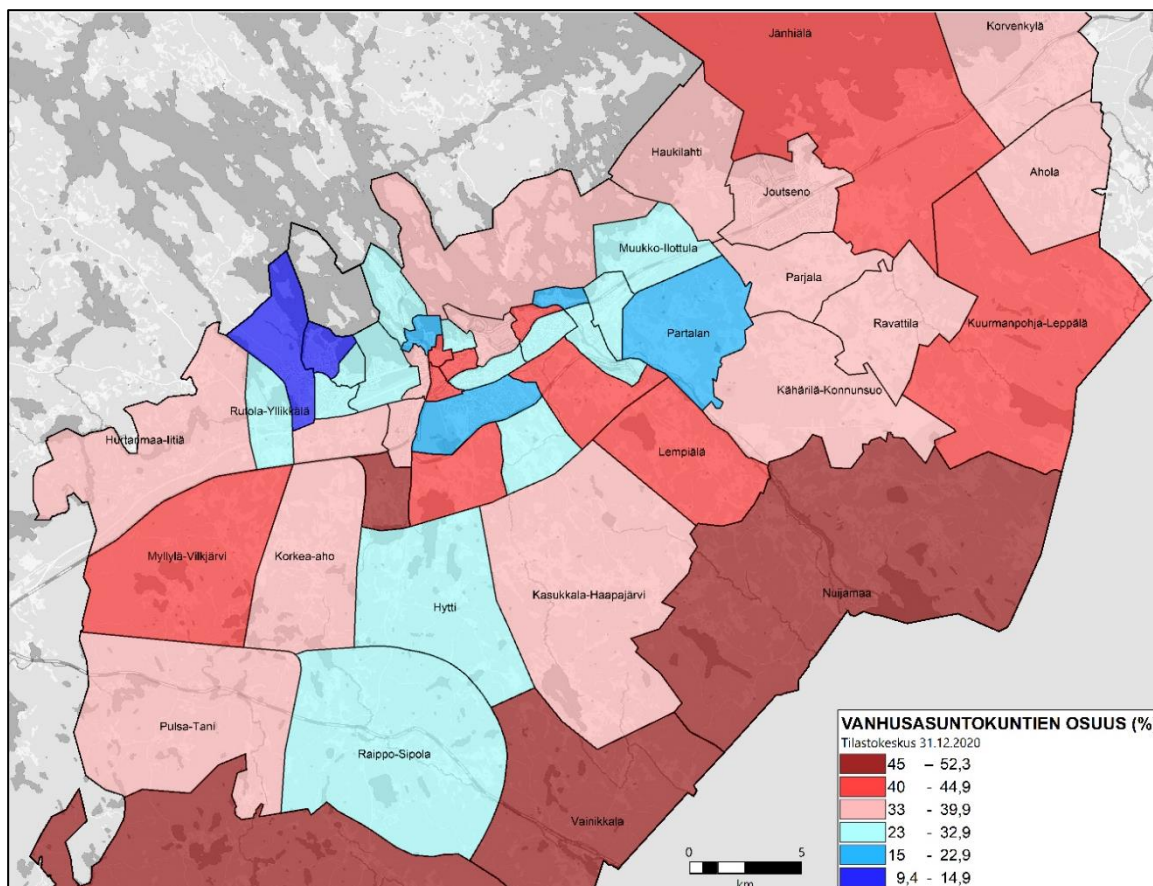 Jänhiälä
Korvenkylä
Haukilahti
Joutseno
Ahola
Muukko-Ilottula
Parjala
Partalan
Ravattila
Kuurmanpohja-Leppälä
Kähärilä-Konnunsuo
Rutola-Yllikkälä
Hurtanmaa-Iitiä
Lempiälä
Myllylä-Vilkjärvi
Korkea-aho
Hytti
Kasukkala-Haapajärvi
Nuijamaa
Pulsa-Tani
Raippo-Sipola
Vainikkala
VANHUSASUNTOKUNTIEN OSUUS (%
Tilastokeskus 31.12.2020
45 – 52,3
40 - 44,9
33 - 39,9
23 - 32,9
15 - 22,9
9,4 - 14,9
0 5
km